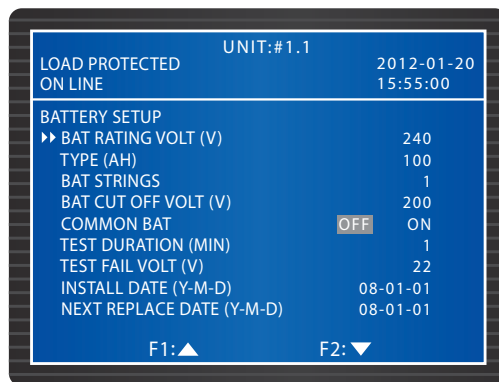 UNIT:#1.1
LOAD PROTECTED 2012-01-20
ON LINE 15:55:00
BATTERY SETUP
BAT RATING VOLT (V) 240
TYPE (AH) 100
BAT STRINGS 1
BAT CUT OFF VOLT (V) 200
COMMON BAT OFF ON
TEST DURATION (MIN) 1
TEST FAIL VOLT (V) 22
INSTALL DATE (Y-M-D) 08-01-01
NEXT REPLACE DATE (Y-M-D) 08-01-01
F1:▲ F2:▼